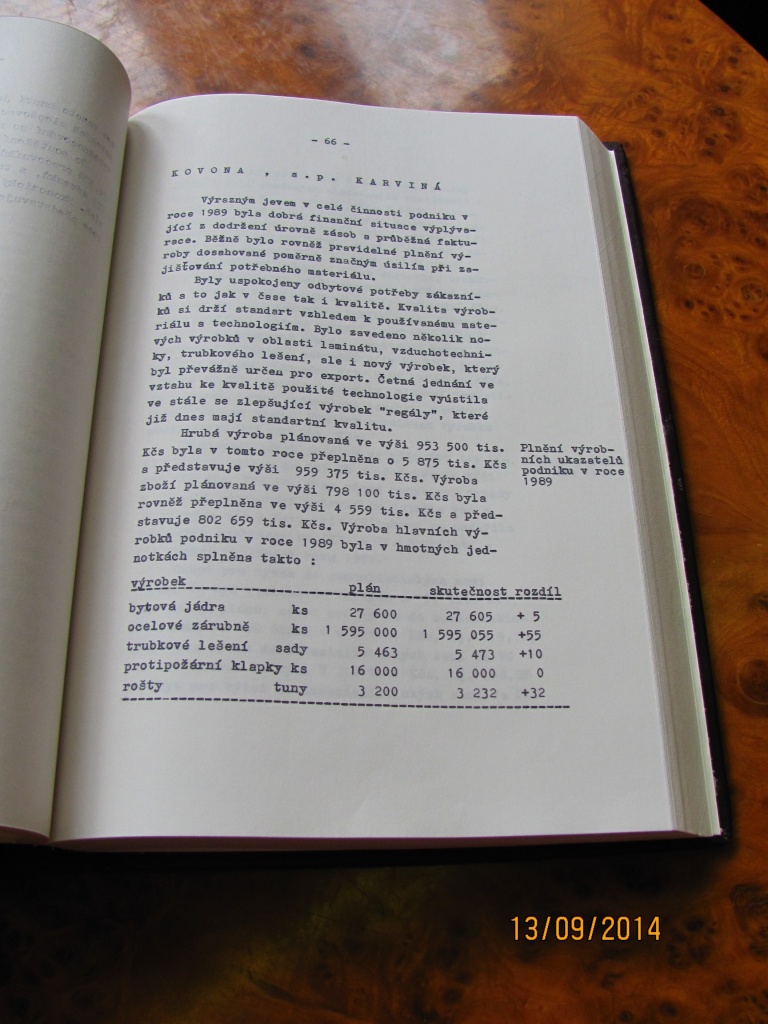 - 66 -
KOVONA , s.p. KARVINÁ
Výrazným jevem v celé činnosti podniku v
roce 1989 byla dobrá finanční situace vyplýva-
jící z dodržení úrovně zásob a průběžná faktu-
race. Běžně bylo rovněž pravidelné plnění vý-
roby dosahované poměrně značným úsilím při za-
jišťování potřebného materiálu.
Byly uspokojeny odbytové potřeby zákazní-
ků a to jak v čase tak i kvalitě. Kvalita výrob-
ků si drží standart vzhledem k používanému mate-
riálu a technologiím. Bylo zavedeno několik no-
vých výrobků v oblasti laminátu, vzduchotechni-
ky, trubkového lešení, ale i nový výrobek, který
byl převážně určen pro export. Četná jednání ve
vztahu ke kvalitě použité technologie vyústila
ve stále se zlepšující výrobek "regály", které
již dnes mají standartní kvalitu.
Hrubá výroba plánovaná ve výši 953 500 tis.
Kčs byla v tomto roce přeplněna o 5 875 tis. Kčs
a představuje výši 959 375 tis. Kčs. Výroba
zboží plánovaná ve výši 798 100 tis. Kčs byla
rovněž přeplněna ve výši 4 559 tis. Kčs a před-
stavuje 802 659 tis. Kčs. Výroba hlavních vý-
robků podniku v roce 1989 byla v hmotných jed-
notkách splněna takto :
Plnění výrob-
ních ukazatelů
podniku v roce
1989
výrobek plán skutečnost rozdíl
bytová jádra ks 27 600 27 605 + 5
ocelové zárubně ks 1 595 000 1 595 055 +55
trubkové lešení sady 5 463 5 473 +10
protipožární klapky ks 16 000 16 000 0
rošty tuny 3 200 3 232 +32
13/09/2014